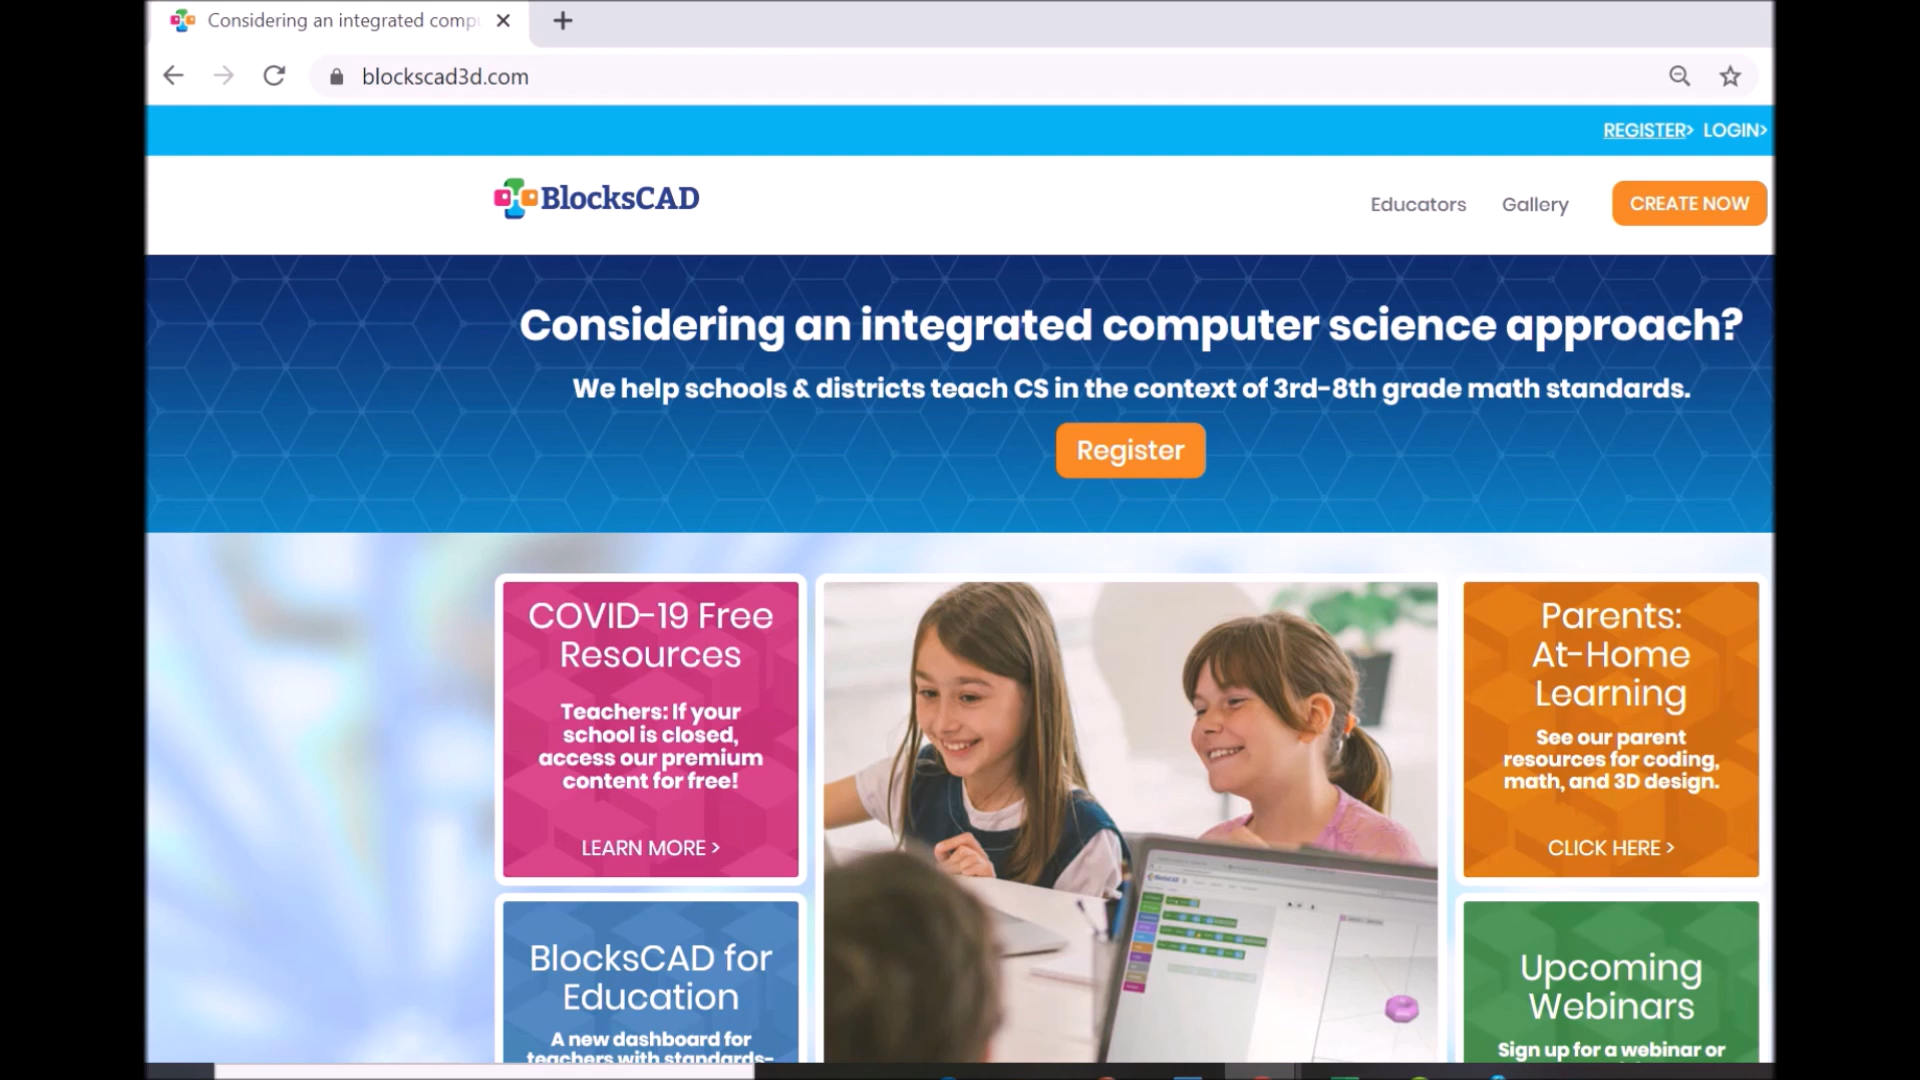 Considering an integrated comp
blockscad3d.com
REGISTER> LOGIN>
BlocksCAD
Educators Gallery CREATE NOW
Considering an integrated computer science approach?
We help schools & districts teach CS in the context of 3rd-8th grade math standards.
Register
COVID-19 Free
Resources
Teachers: If your
school is closed,
access our premium
content for free!
LEARN MORE >
BlocksCAD for
Education
A new dashboard for
teachers with standards-
Parents:
At-Home
Learning
See our parent
resources for coding,
math, and 3D design.
CLICK HERE >
Upcoming
Webinars
Sign up for a webinar or